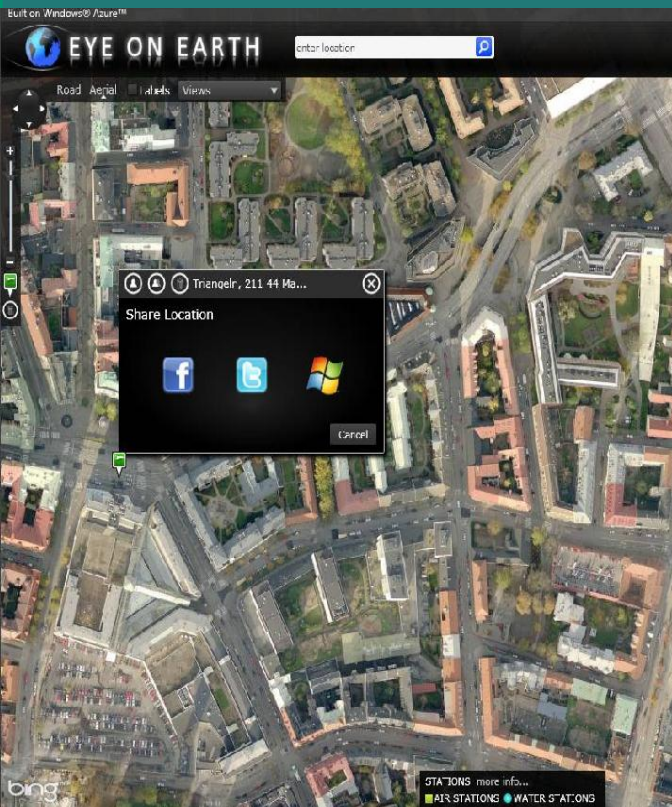 Built on Windows® Azure™
EYE ON EARTH
enter location
Road Aerial Labels Views
Triangeln, 211 44 Ma...
Share Location
f
t
Cancel
bing
STATIONS more info...
AIR STATIONS WATER STATIONS